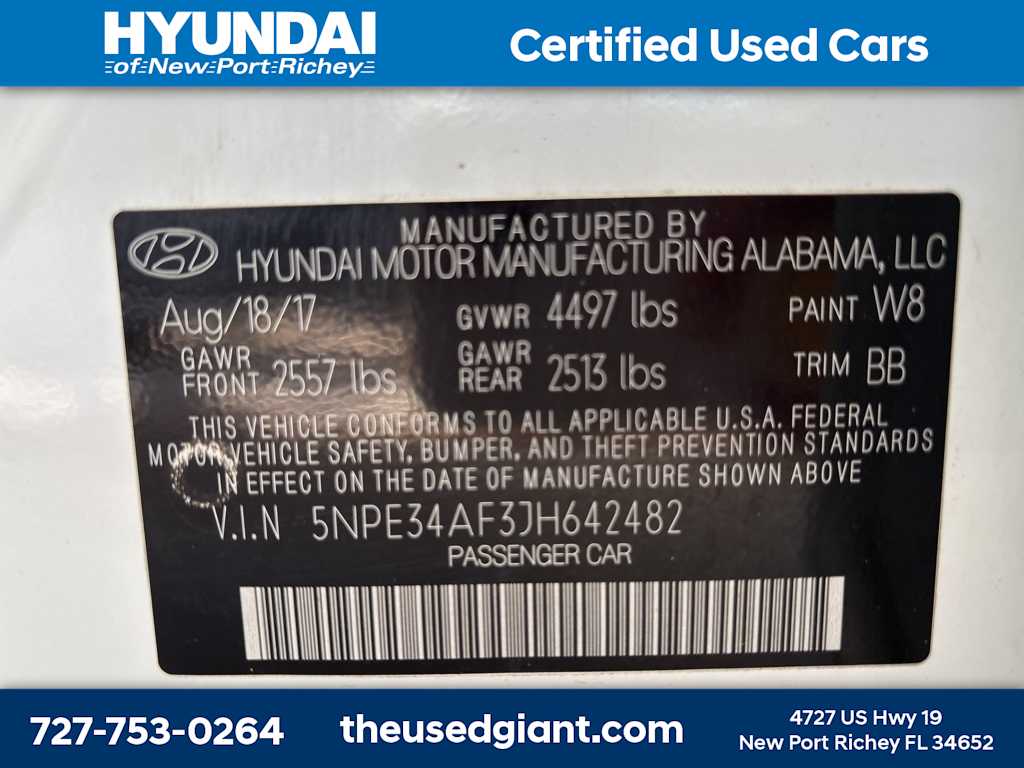 HYUNDAI
of New Port Richey
Certified Used Cars
MANUFACTURED BY
HYUNDAI MOTOR MANUFACTURING ALABAMA, LLC
Aug/18/17 GVWR 4497 lbs PAINT W8
GAWR FRONT 2557 lbs GAWR REAR 2513 lbs TRIM BB
THIS VEHICLE CONFORMS TO ALL APPLICABLE U.S.A. FEDERAL
MOTOR VEHICLE SAFETY, BUMPER, AND THEFT PREVENTION STANDARDS
IN EFFECT ON THE DATE OF MANUFACTURE SHOWN ABOVE
V.I.N 5NPE34AF3JH642482
PASSENGER CAR
727-753-0264
theusedgiant.com
4727 US Hwy 19
New Port Richey FL 34652